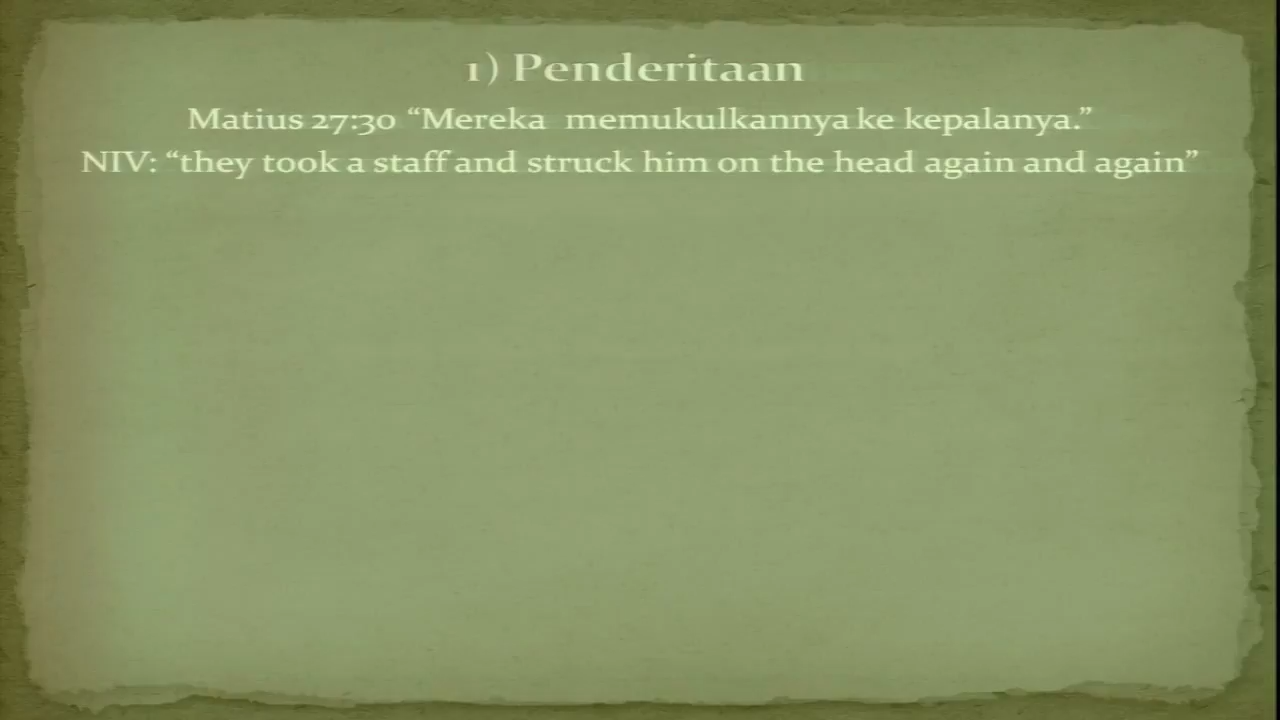 1) Penderitaan
Matius 27:30 “Mereka memukulkannya ke kepalanya.”
NIV: “they took a staff and struck him on the head again and again”